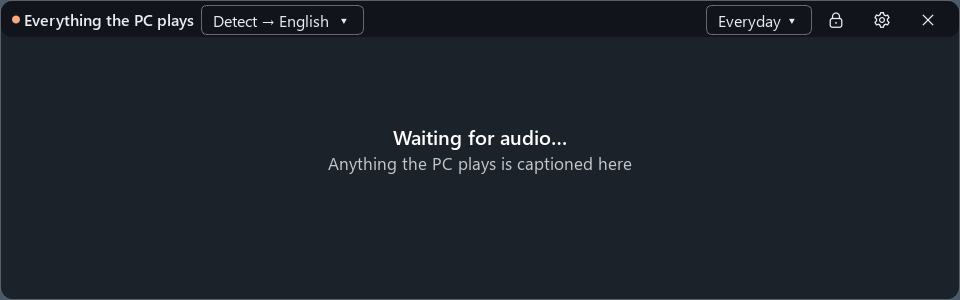 Everything the PC plays
Detect → English ▾
Everyday ▾
Waiting for audio...
Anything the PC plays is captioned here